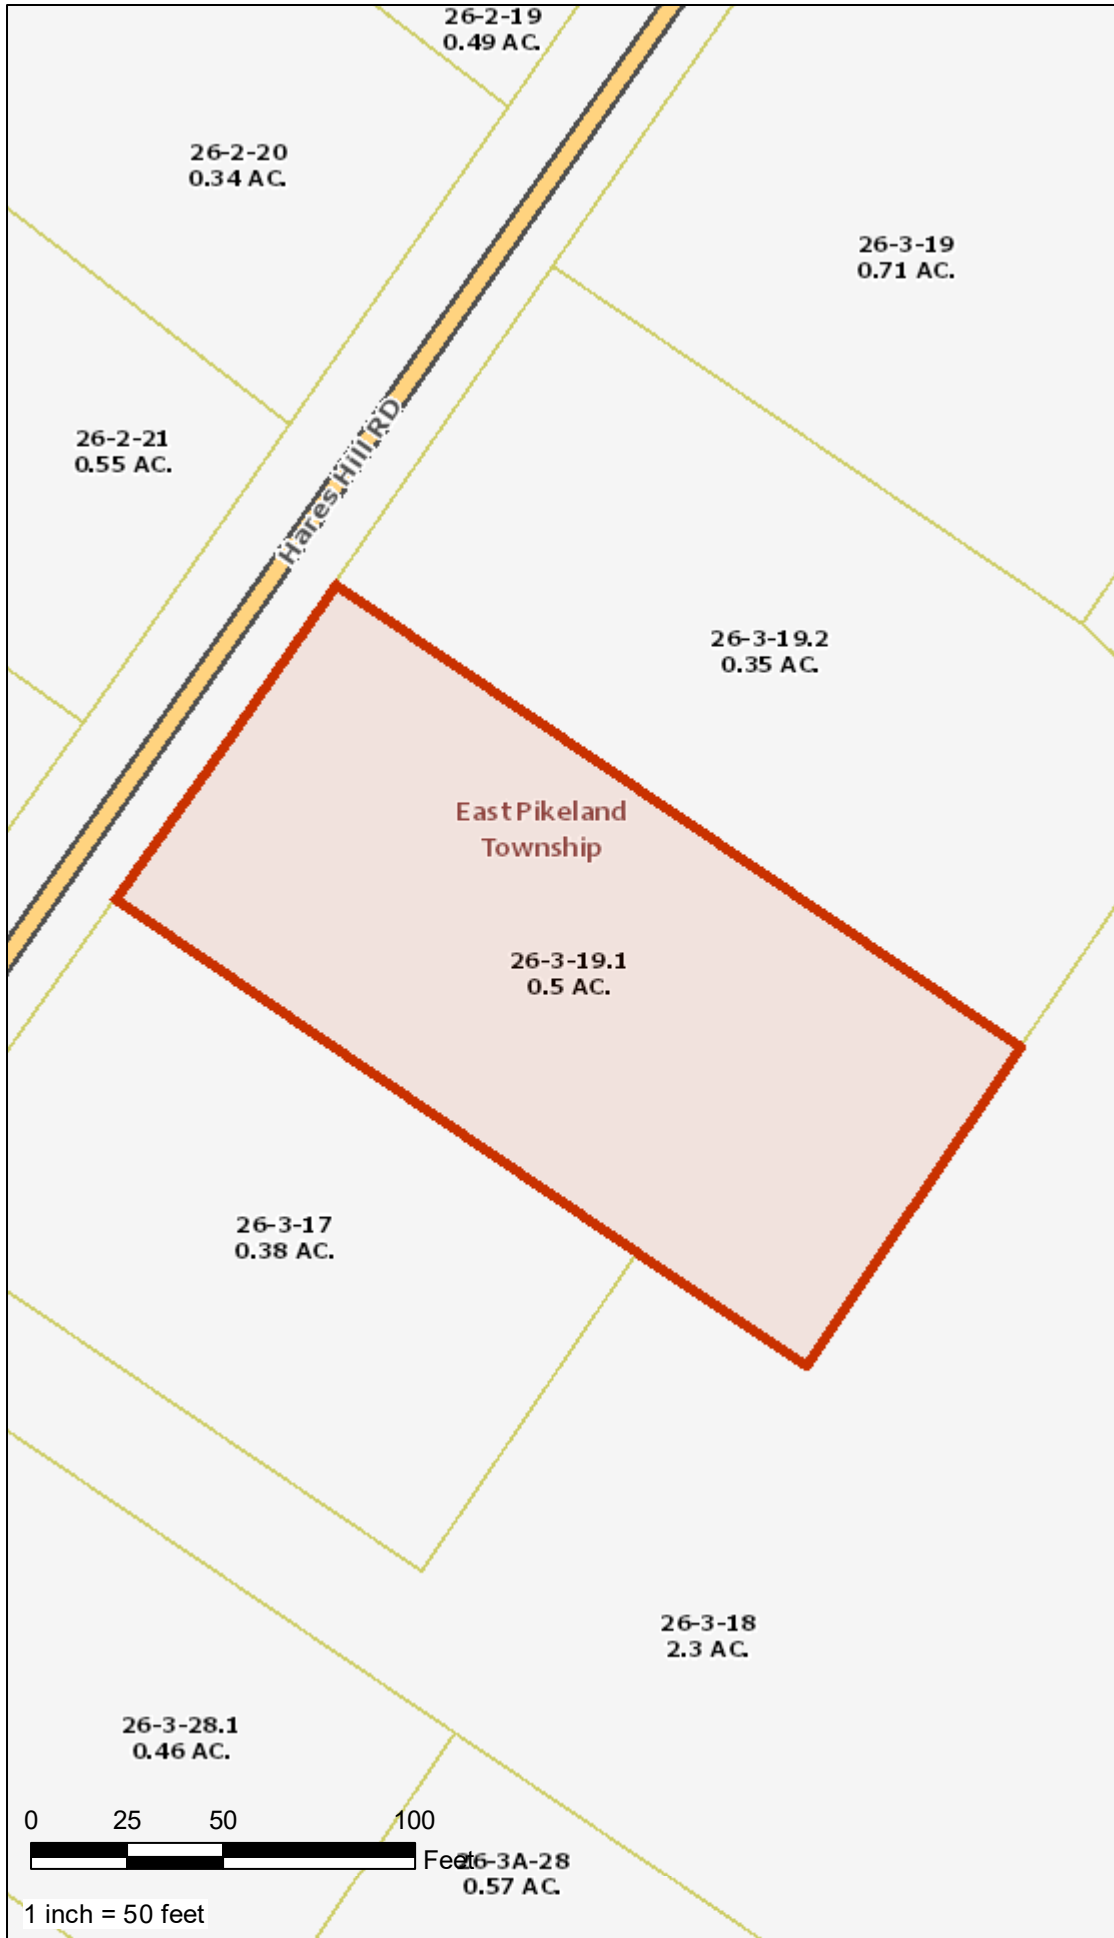 26-2-19
0.49 AC.
26-2-20
0.34 AC.
26-3-19
0.71 AC.
26-2-21
0.55 AC.
Hares Hill RD
26-3-19.2
0.35 AC.
East Pikeland
Township
26-3-19.1
0.5 AC.
26-3-17
0.38 AC.
26-3-18
2.3 AC.
26-3-28.1
0.46 AC.
0 25 50 100
Feet
26-3A-28
0.57 AC.
1 inch = 50 feet